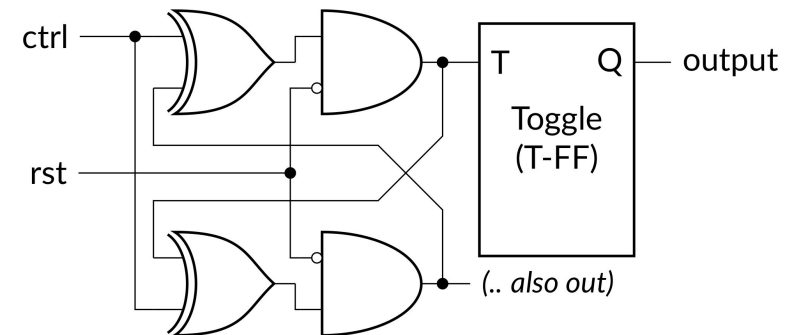 ctrl
T
Q
output
Toggle
(T-FF)
rst
(.. also out)